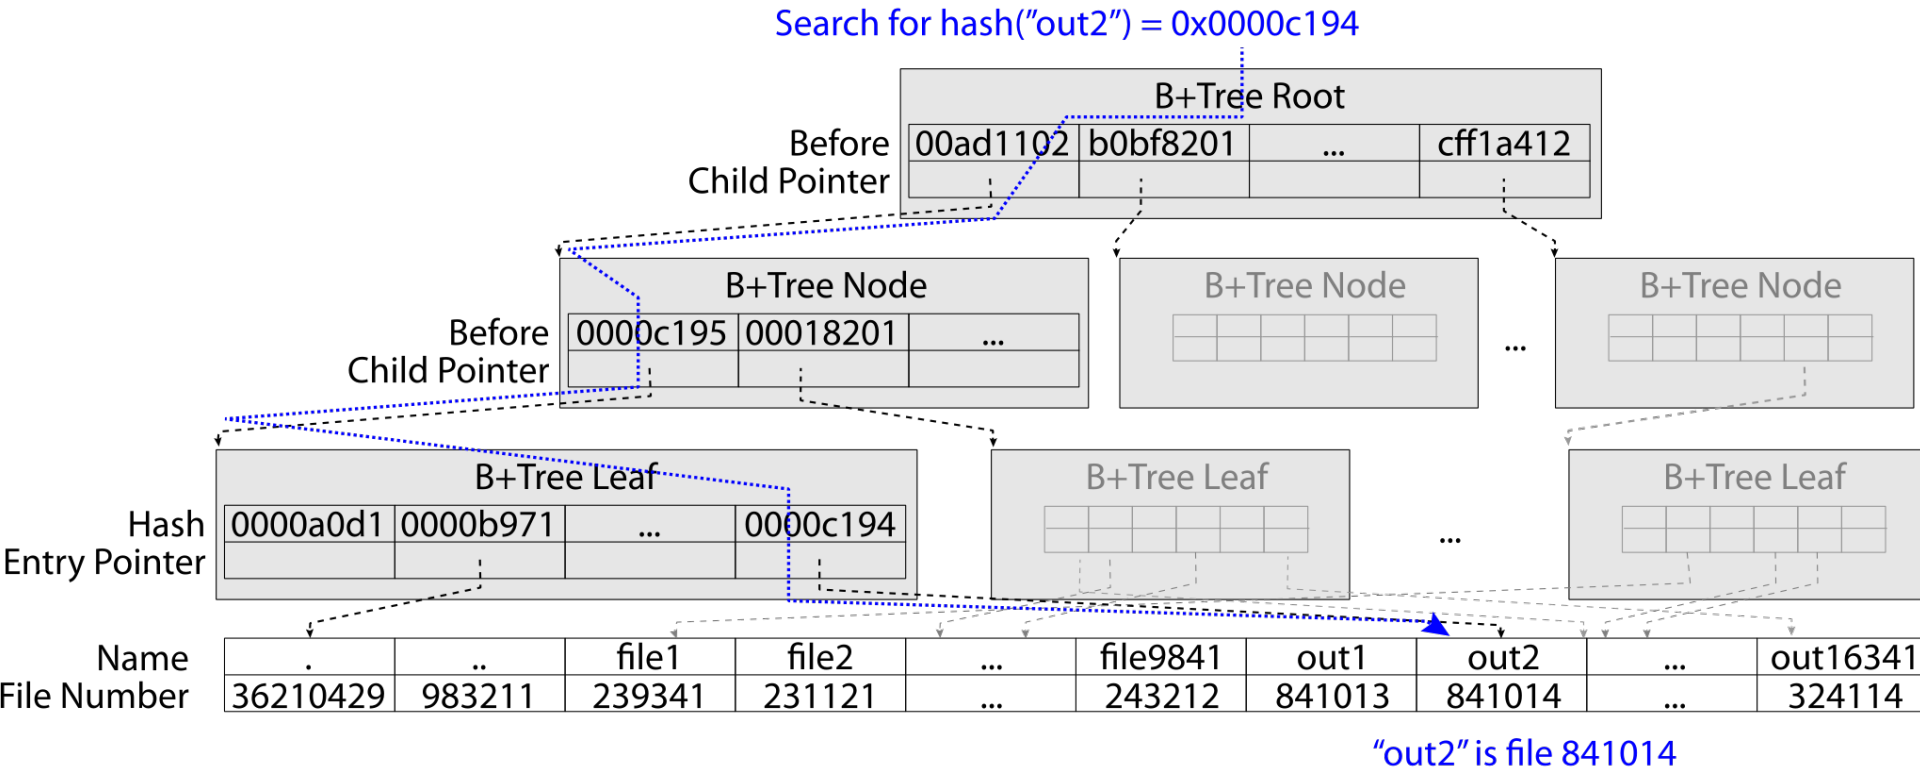 Search for hash(”out2”) = 0x0000c194
B+Tree Root
Before 00ad1102 b0bf8201 ... cff1a412
Child Pointer
B+Tree Node B+Tree Node B+Tree Node
Before 0000c195 00018201 ... ...
Child Pointer
B+Tree Leaf B+Tree Leaf B+Tree Leaf
Hash 0000a0d1 0000b971 ... 0000c194 ...
Entry Pointer
Name . .. file1 file2 ... file9841 out1 out2 ... out16341
File Number 36210429 983211 239341 231121 ... 243212 841013 841014 ... 324114
“out2” is file 841014